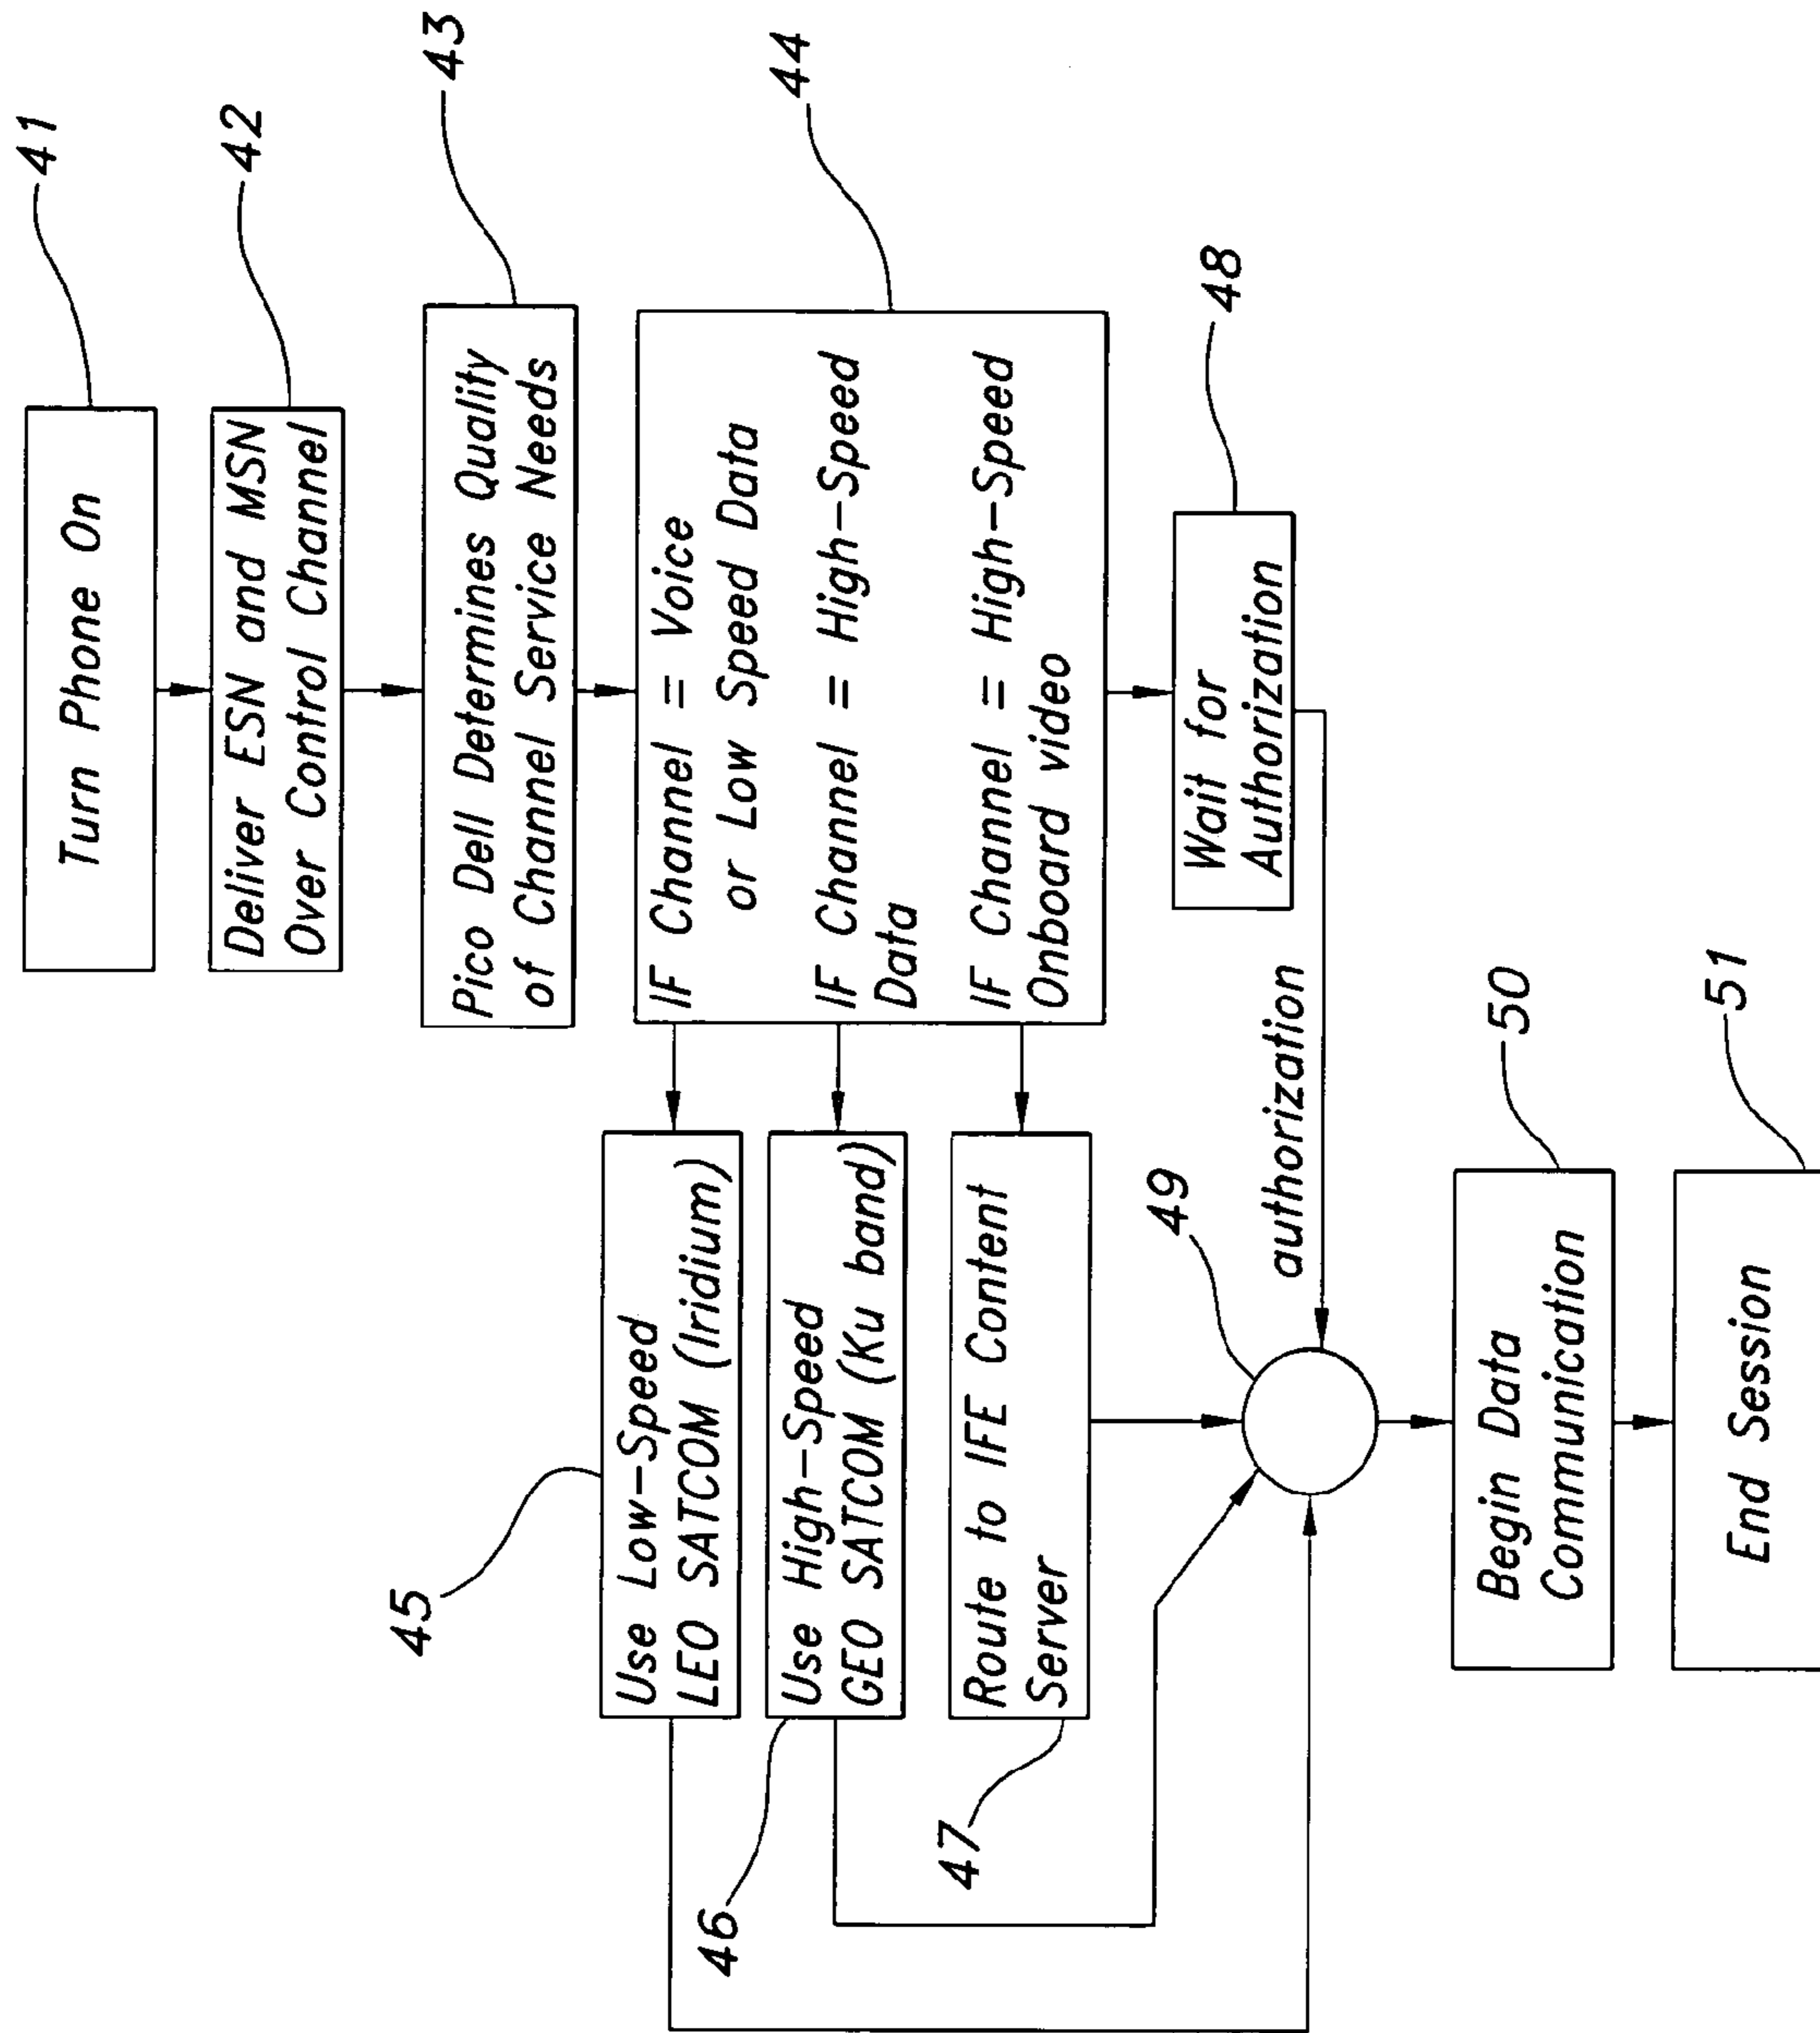 41
Turn Phone On
42
Deliver ESN and MSN
Over Control Channel
43
Pico Dell Determines Quality
of Channel Service Needs
44
IF Channel = Voice
or Low Speed Data
IF Channel = High-Speed
Data
IF Channel = High-Speed
Onboard video
45
Use Low-Speed
LEO SATCOM (Iridium)
46
Use High-Speed
GEO SATCOM (Ku band)
47
Route to IFE Content
Server
48
Wait for
Authorization
authorization
49
50
Begin Data
Communication
51
End Session